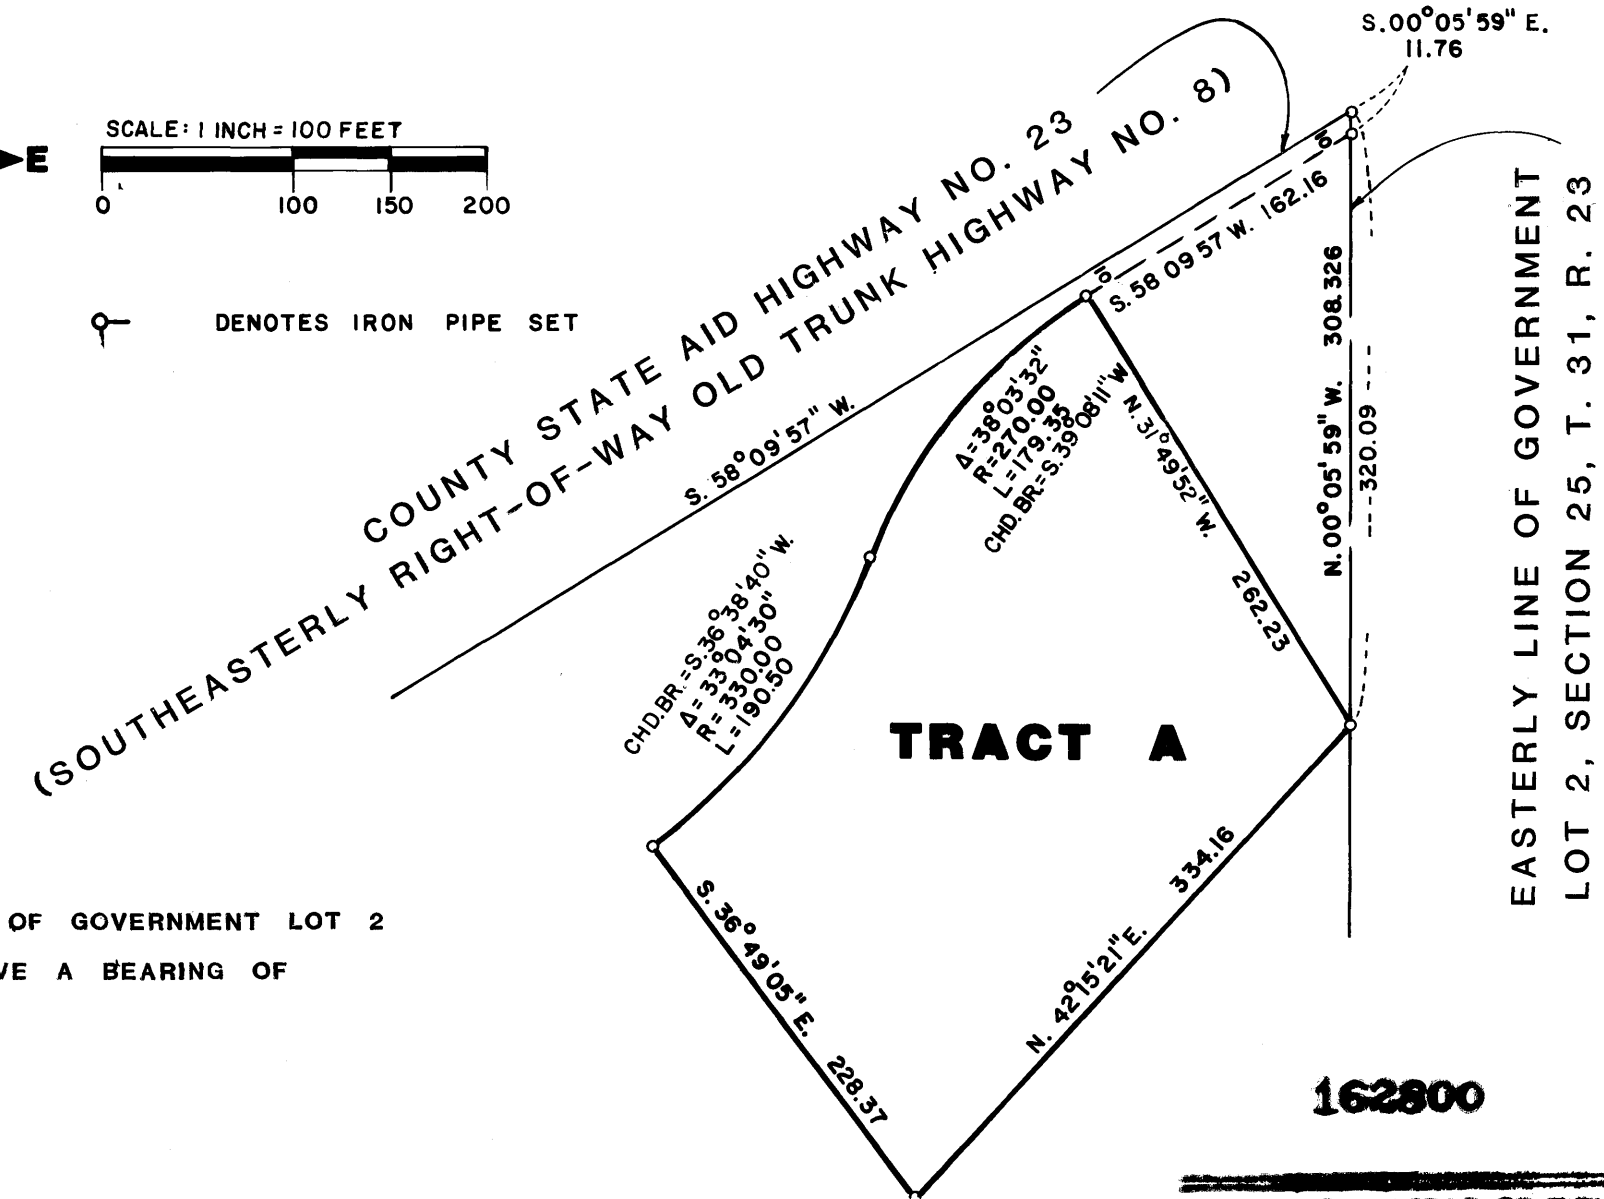 S.00°05'59" E.
11.76
SCALE: 1 INCH = 100 FEET
E
0 100 150 200
DENOTES IRON PIPE SET
COUNTY STATE AID HIGHWAY NO. 23
(SOUTHEASTERLY RIGHT-OF-WAY OLD TRUNK HIGHWAY NO. 8)
S. 58°09'57" W.
S. 58 09 57 W. 162.16
10
10
N.00°05'59" W. 308.326
320.09
EASTERLY LINE OF GOVERNMENT
LOT 2, SECTION 25, T. 31, R. 23
Δ=38°03'32"
R=270.00
L=179.35
CHD.BR.=S.39°08'11"W
N.31°49'52" W. 262.23
CHD.BR.=S.36°38'40"W.
Δ=33°04'30"
R=330.00
L=190.50
TRACT A
S. 36°49'05" E. 228.37
N. 42°15'21" E. 334.16
OF GOVERNMENT LOT 2
VE A BEARING OF
162800